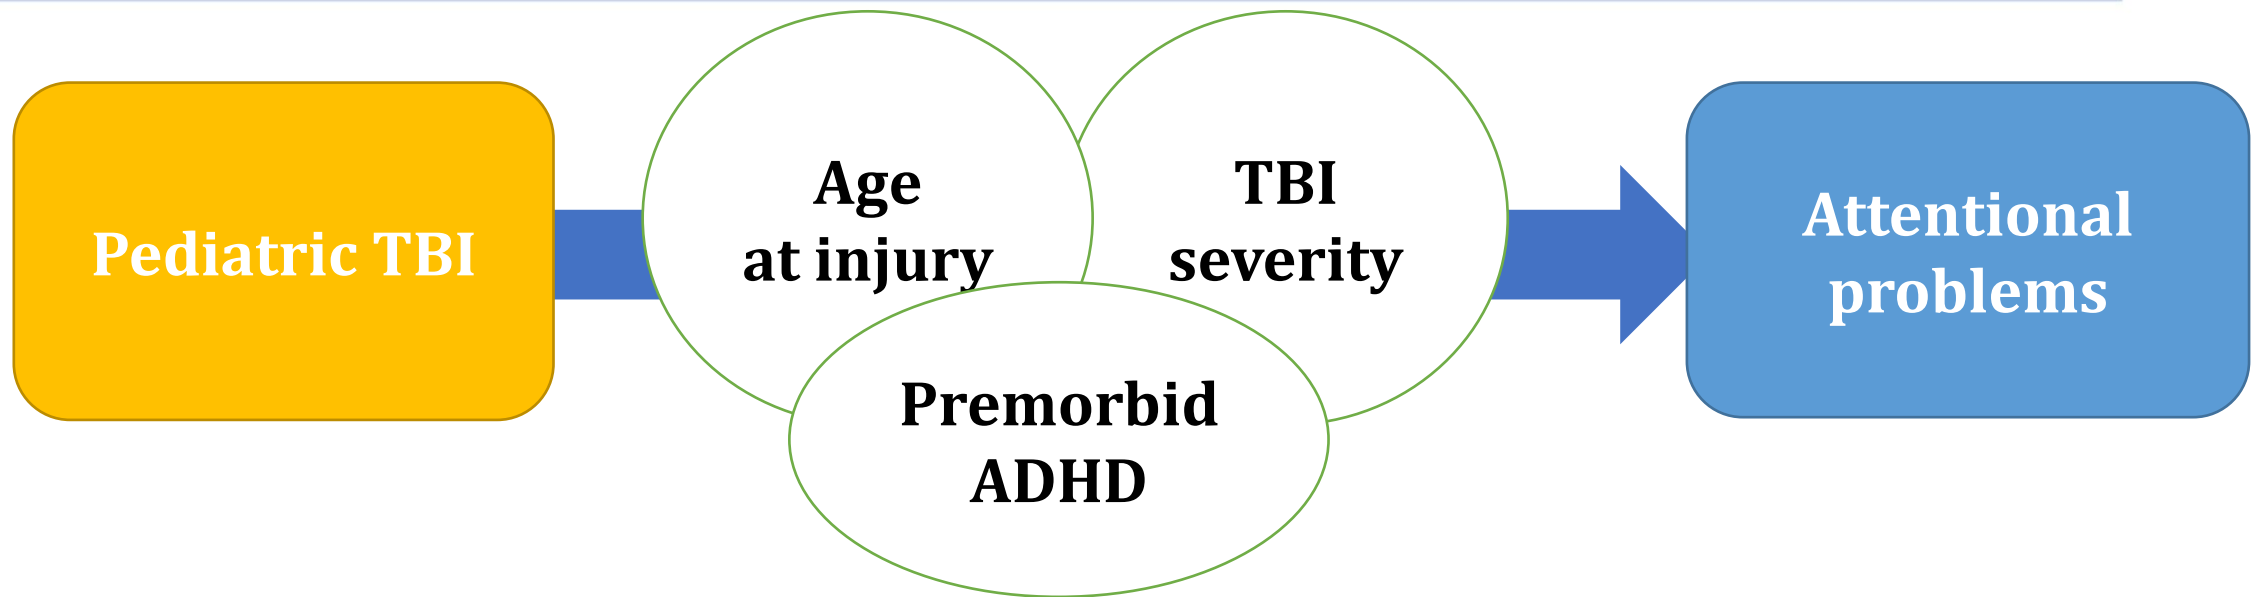 Pediatric TBI
Age
at injury
TBI
severity
Premorbid
ADHD
Attentional
problems